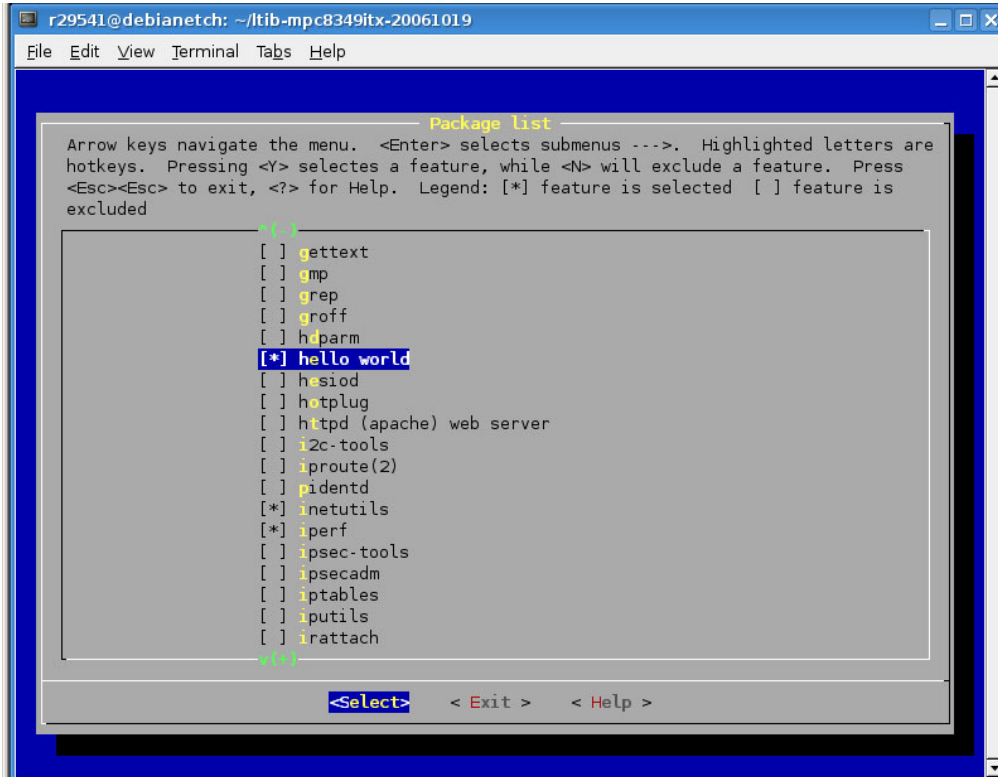 r29541@debianetch: ~/ltib-mpc8349itx-20061019
File Edit View Terminal Tabs Help
Package list
Arrow keys navigate the menu. <Enter> selects submenus --->. Highlighted letters are
hotkeys. Pressing <Y> selectes a feature, while <N> will exclude a feature. Press
<Esc><Esc> to exit, <?> for Help. Legend: [*] feature is selected [ ] feature is
excluded
^(-)
[ ] gettext
[ ] gmp
[ ] grep
[ ] groff
[ ] hdparm
[*] hello world
[ ] hesiod
[ ] hotplug
[ ] httpd (apache) web server
[ ] i2c-tools
[ ] iproute(2)
[ ] pidentd
[*] inetutils
[*] iperf
[ ] ipsec-tools
[ ] ipsecadm
[ ] iptables
[ ] iputils
[ ] irattach
v(+)
<Select> < Exit > < Help >